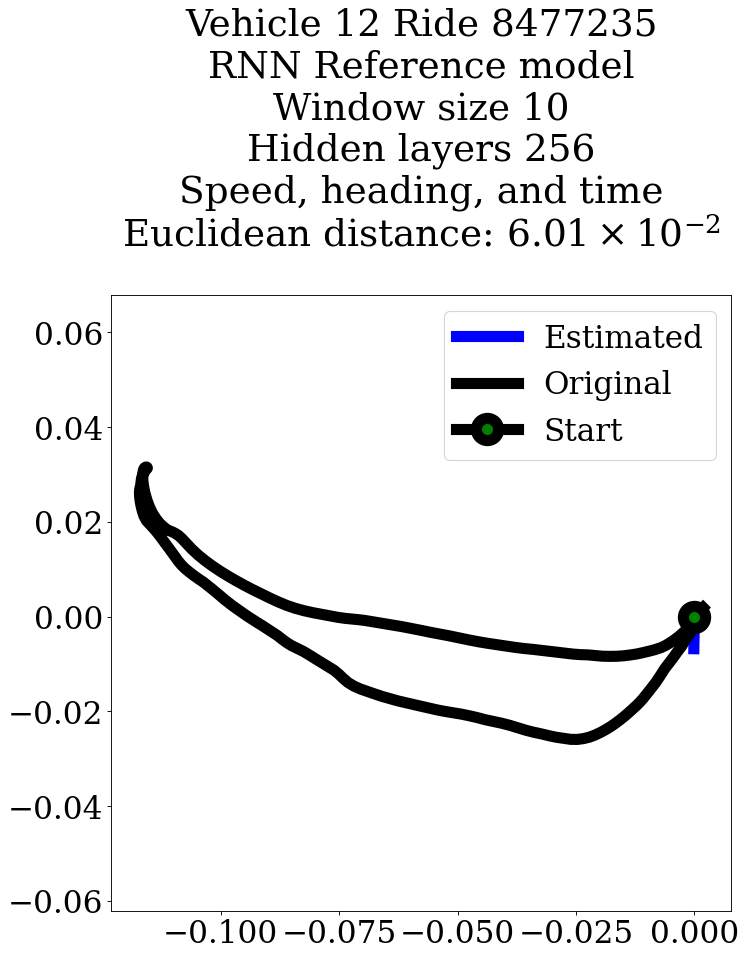 Vehicle 12 Ride 8477235
RNN Reference model
Window size 10
Hidden layers 256
Speed, heading, and time
Euclidean distance: 6.01 × 10⁻²
Estimated
Original
Start
0.06
0.04
0.02
0.00
−0.02
−0.04
−0.06
−0.100 −0.075 −0.050 −0.025 0.000